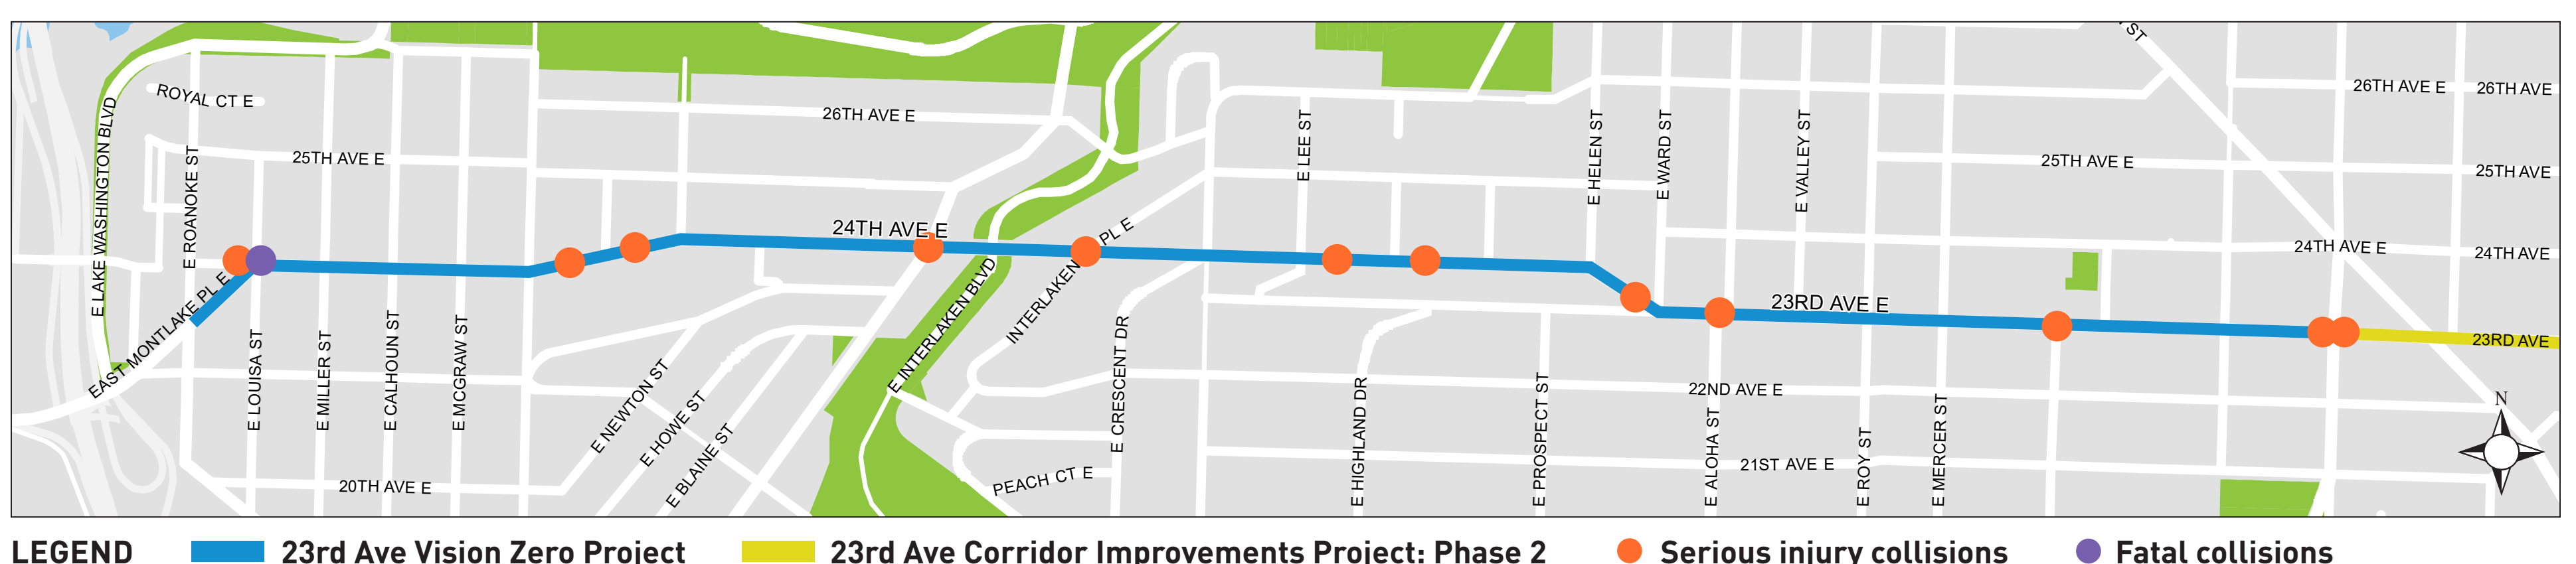 ST
ROYAL CT E
26TH AVE E
26TH AVE E
26TH AVE
E LAKE WASHINGTON BLVD
E ROANOKE ST
25TH AVE E
E LEE ST
E HELEN ST
E WARD ST
E VALLEY ST
25TH AVE E
25TH AVE
24TH AVE E
PL E
INTERLAKEN
24TH AVE E
24TH AVE
EAST MONTLAKE PL E
23RD AVE E
23RD AVE
E LOUISA ST
E MILLER ST
E CALHOUN ST
E MCGRAW ST
E NEWTON ST
E HOWE ST
E BLAINE ST
E INTERLAKEN BLVD
E CRESCENT DR
E HIGHLAND DR
E PROSPECT ST
22ND AVE E
E ALOHA ST
E ROY ST
E MERCER ST
N
21ST AVE E
20TH AVE E
PEACH CT E
LEGEND
23rd Ave Vision Zero Project
23rd Ave Corridor Improvements Project: Phase 2
Serious injury collisions
Fatal collisions